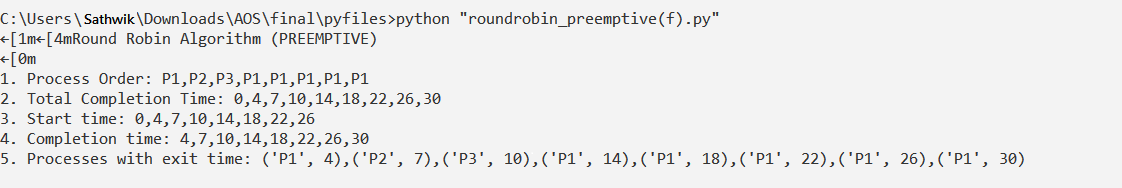 C:\Users\Sathwik\Downloads\AOS\final\pyfiles>python "roundrobin_preemptive(f).py"
←[1m←[4mRound Robin Algorithm (PREEMPTIVE)
←[0m
1. Process Order: P1,P2,P3,P1,P1,P1,P1,P1
2. Total Completion Time: 0,4,7,10,14,18,22,26,30
3. Start time: 0,4,7,10,14,18,22,26
4. Completion time: 4,7,10,14,18,22,26,30
5. Processes with exit time: ('P1', 4),('P2', 7),('P3', 10),('P1', 14),('P1', 18),('P1', 22),('P1', 26),('P1', 30)